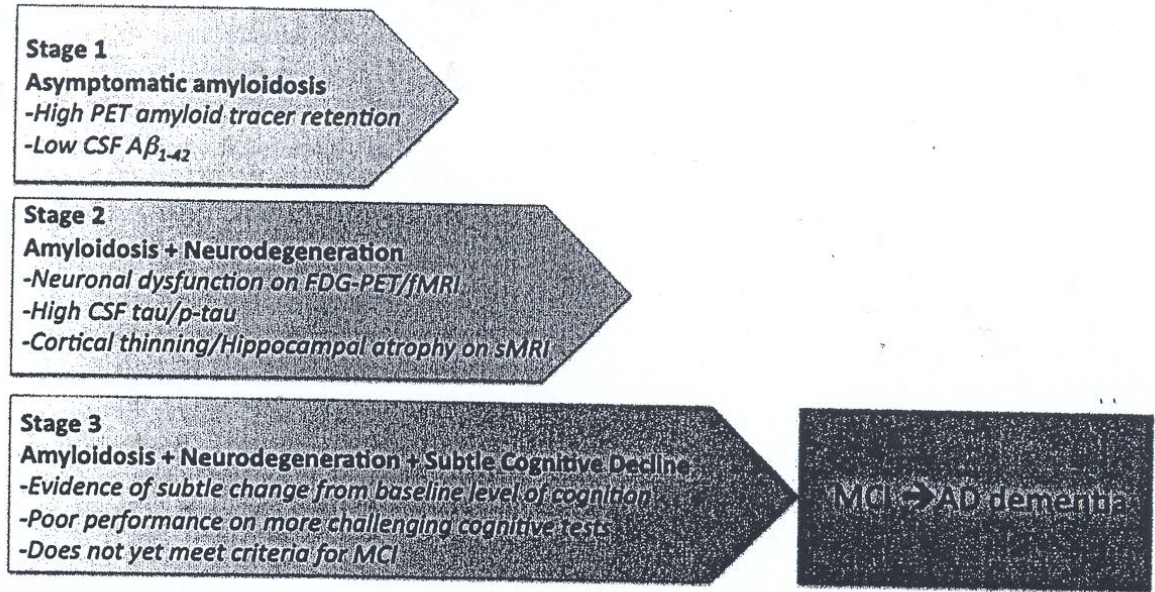 Stage 1
Asymptomatic amyloidosis
-High PET amyloid tracer retention
-Low CSF Aβ1-42
Stage 2
Amyloidosis + Neurodegeneration
-Neuronal dysfunction on FDG-PET/fMRI
-High CSF tau/p-tau
-Cortical thinning/Hippocampal atrophy on sMRI
Stage 3
Amyloidosis + Neurodegeneration + Subtle Cognitive Decline
-Evidence of subtle change from baseline level of cognition
-Poor performance on more challenging cognitive tests
-Does not yet meet criteria for MCI
MCI → AD dementia